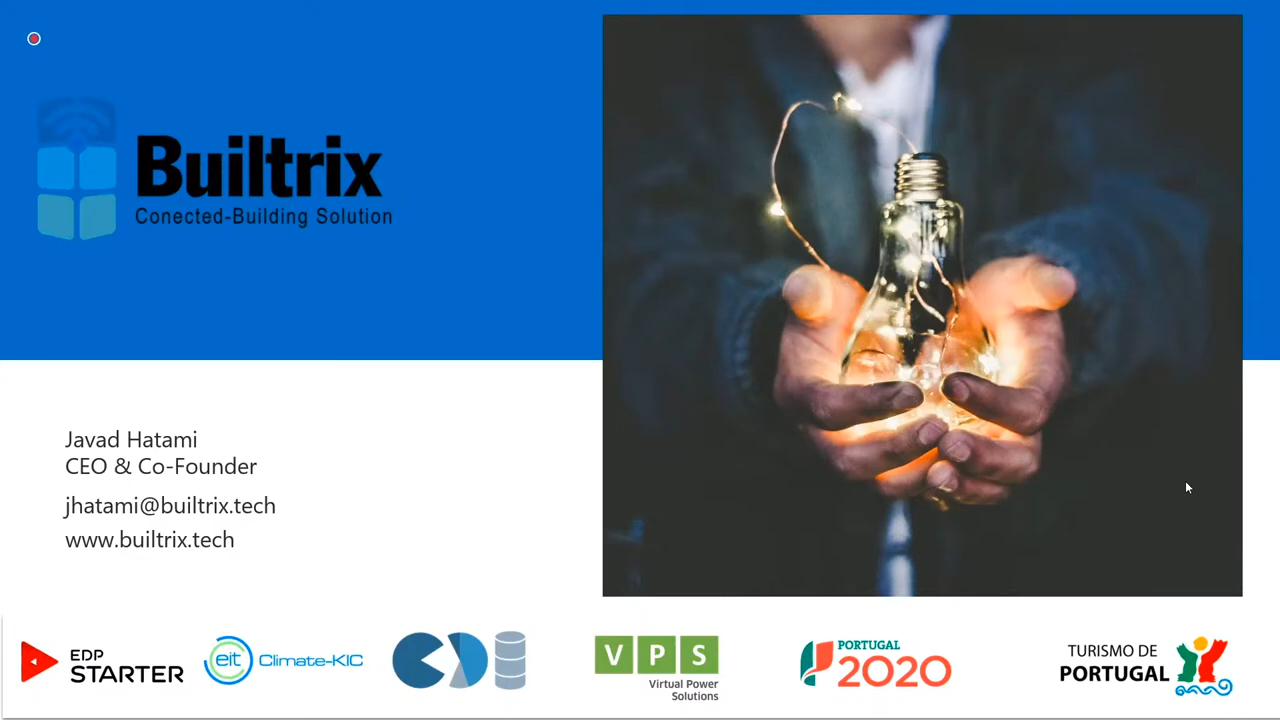 Builtrix
Conected-Building Solution
Javad Hatami
CEO & Co-Founder
jhatami@builtrix.tech
www.builtrix.tech
EDP
STARTER
eit Climate-KIC
VPS
Virtual Power
Solutions
PORTUGAL
2020
TURISMO DE
PORTUGAL